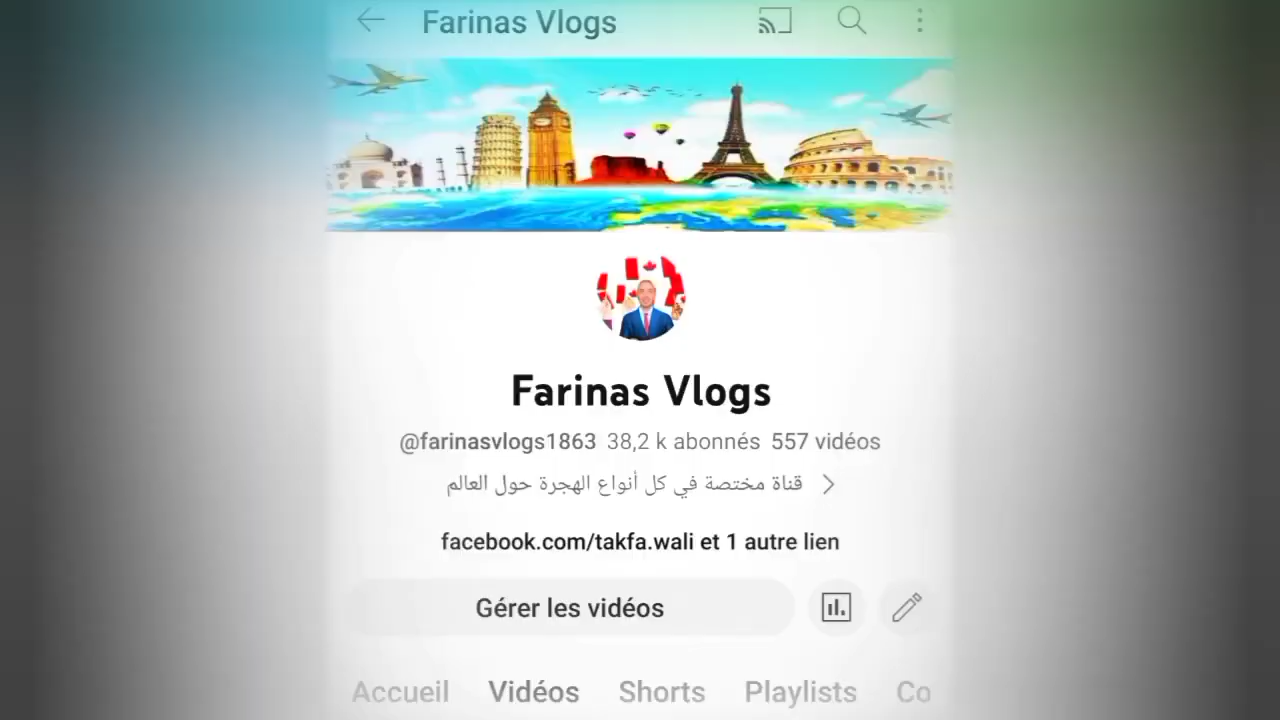 Farinas Vlogs
Farinas Vlogs
@farinasvlogs1863 38,2 k abonnés 557 vidéos
قناة مختصة في كل أنواع الهجرة حول العالم
facebook.com/takfa.wali et 1 autre lien
Gérer les vidéos
Accueil Vidéos Shorts Playlists Co